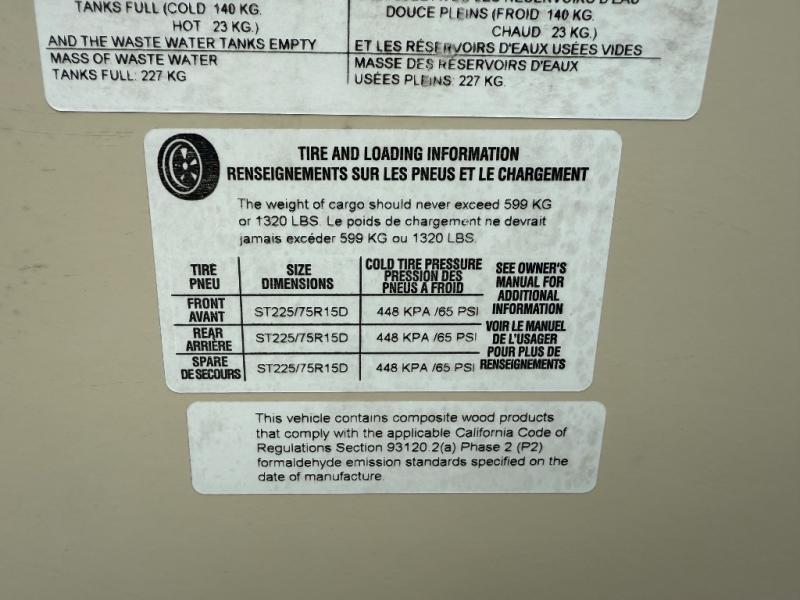 TANKS FULL (COLD 140 KG.
HOT 23 KG.)
AND THE WASTE WATER TANKS EMPTY
MASS OF WASTE WATER
TANKS FULL: 227 KG
DOUCE PLEINS (FROID 140 KG.
CHAUD 23 KG.)
ET LES RÉSERVOIRS D'EAUX USÉES VIDES
MASSE DES RÉSERVOIRS D'EAUX
USÉES PLEINS: 227 KG.
TIRE AND LOADING INFORMATION
RENSEIGNEMENTS SUR LES PNEUS ET LE CHARGEMENT
The weight of cargo should never exceed 599 KG
or 1320 LBS. Le poids de chargement ne devrait
jamais excéder 599 KG ou 1320 LBS.
TIRE
PNEU
SIZE
DIMENSIONS
COLD TIRE PRESSURE
PRESSION DES
PNEUS A FROID
FRONT
AVANT
ST225/75R15D
448 KPA /65 PSI
REAR
ARRIÈRE
ST225/75R15D
448 KPA /65 PSI
SPARE
DE SECOURS
ST225/75R15D
448 KPA /65 PSI
SEE OWNER'S
MANUAL FOR
ADDITIONAL
INFORMATION
VOIR LE MANUEL
DE L'USAGER
POUR PLUS DE
RENSEIGNEMENTS
This vehicle contains composite wood products
that comply with the applicable California Code of
Regulations Section 93120.2(a) Phase 2 (P2)
formaldehyde emission standards specified on the
date of manufacture.